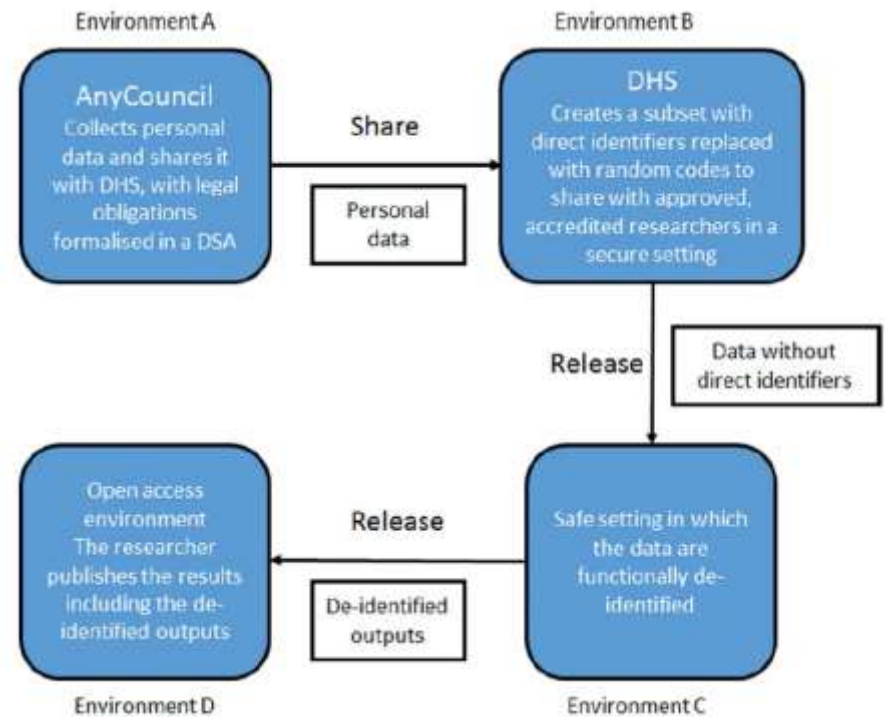 Environment A
Environment B
AnyCouncil
Collects personal
data and shares it
with DHS, with legal
obligations
formalised in a DSA
Share
Personal
data
DHS
Creates a subset with
direct identifiers replaced
with random codes to
share with approved,
accredited researchers in a
secure setting
Release
Data without
direct identifiers
Safe setting in which
the data are
functionally de-
identified
Release
De-identified
outputs
Open access
environment
The researcher
publishes the results
including the de-
identified outputs
Environment D
Environment C